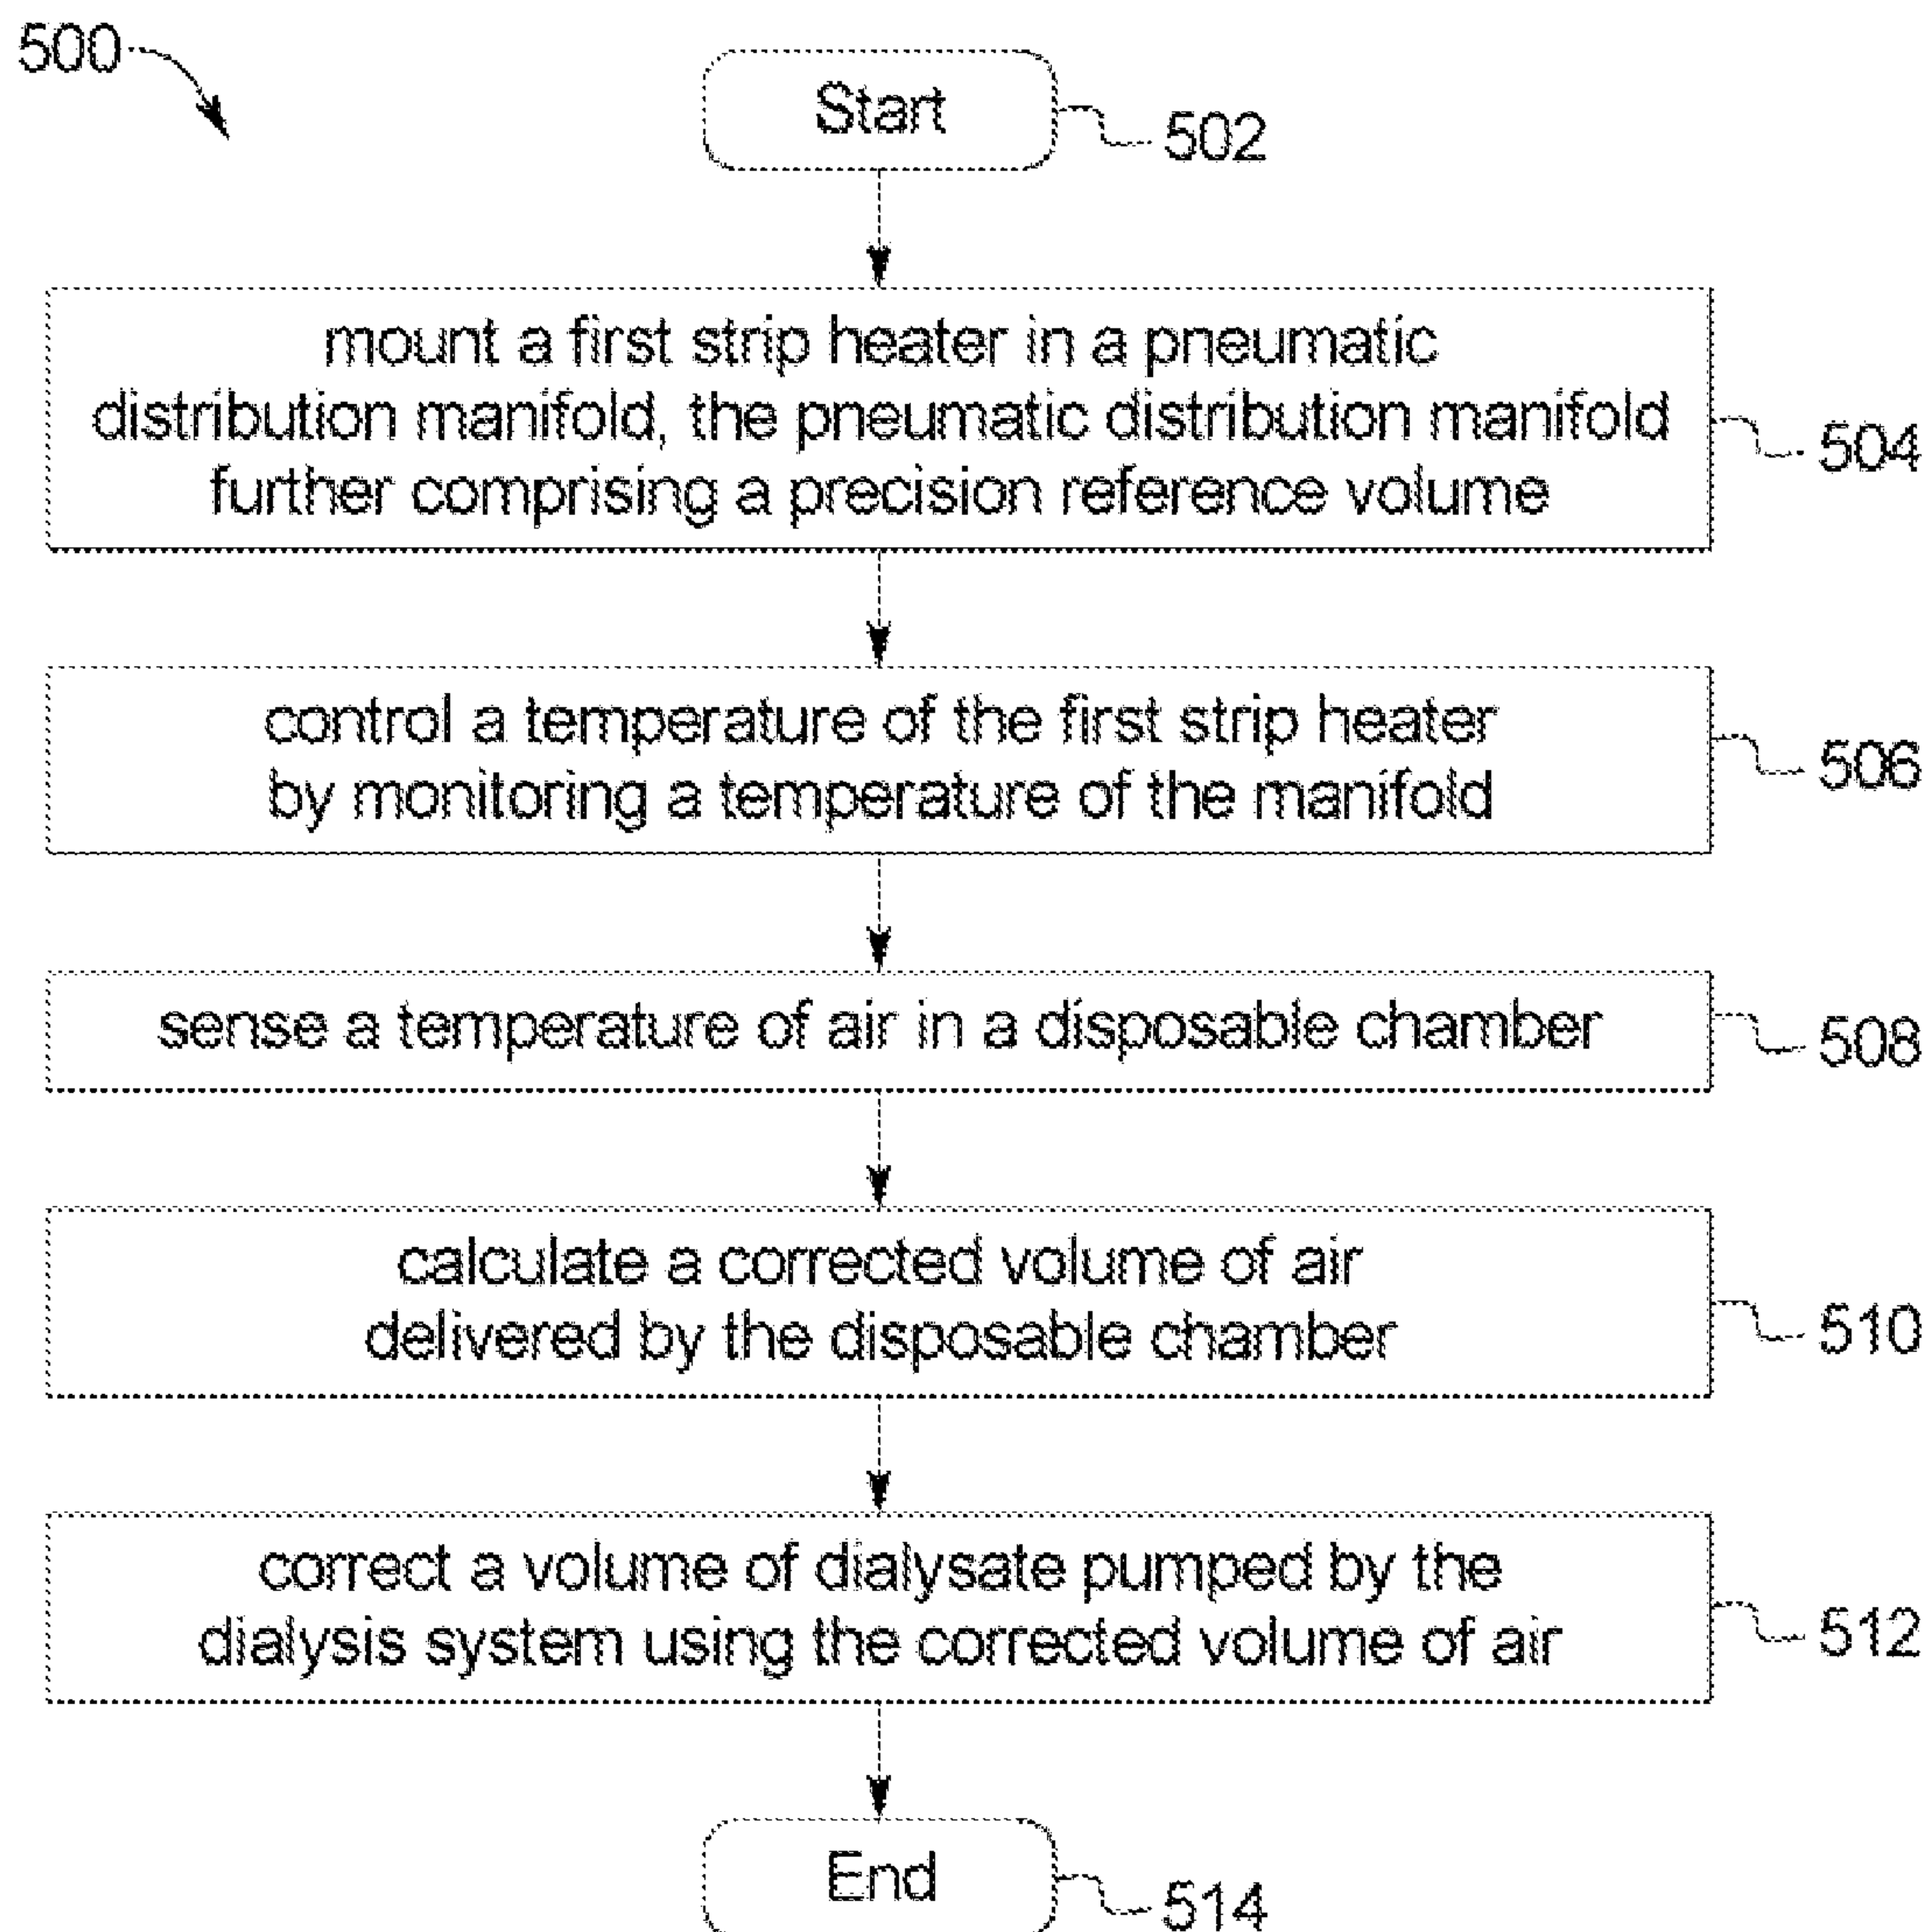 500
Start
502
mount a first strip heater in a pneumatic
distribution manifold, the pneumatic distribution manifold
further comprising a precision reference volume
504
control a temperature of the first strip heater
by monitoring a temperature of the manifold
506
sense a temperature of air in a disposable chamber
508
calculate a corrected volume of air
delivered by the disposable chamber
510
correct a volume of dialysate pumped by the
dialysis system using the corrected volume of air
512
End
514